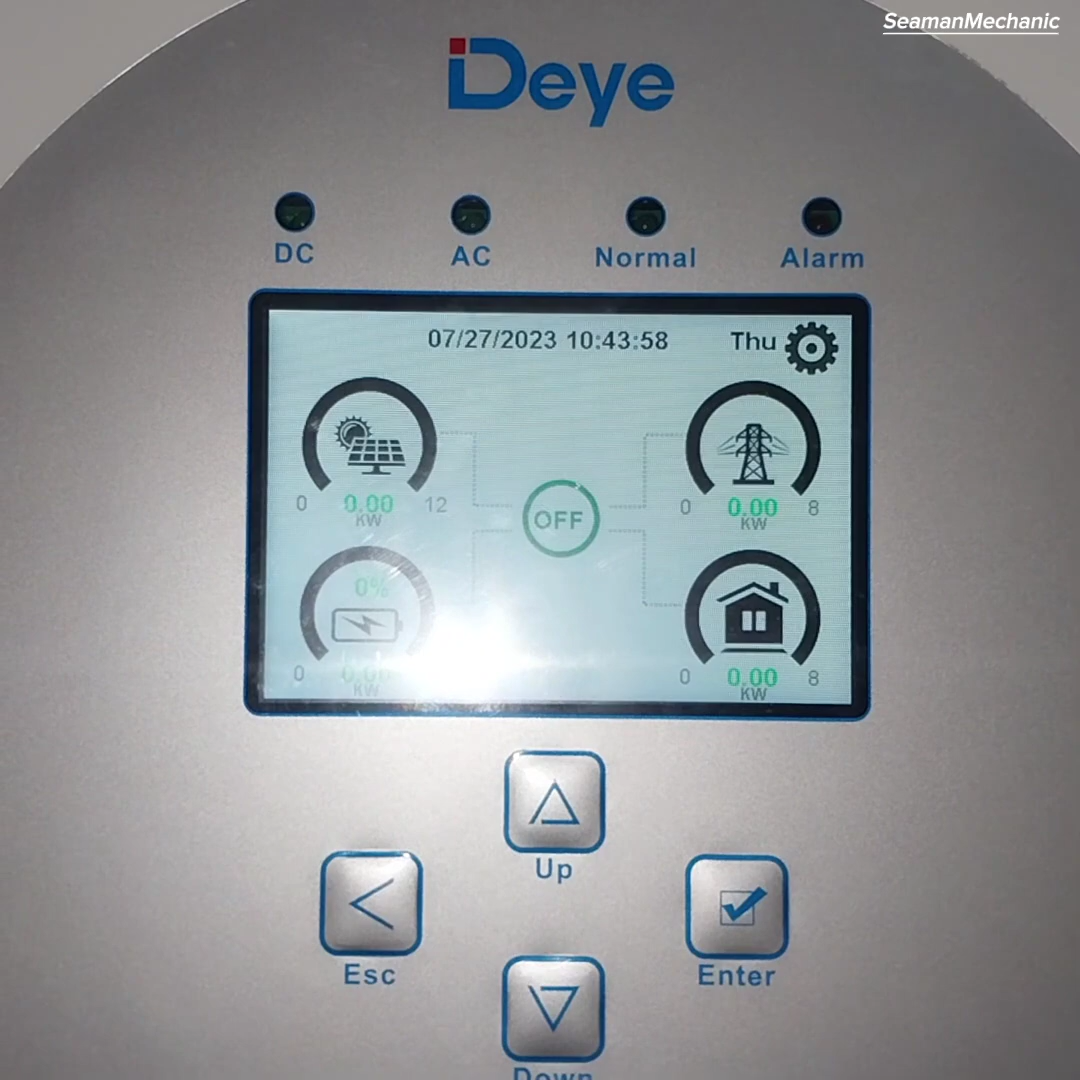 SeamanMechanic
Deye
DC AC Normal Alarm
07/27/2023 10:43:58 Thu
0 0.00 12
KW
0 0.00 8
KW
OFF
0%
0 0.00
KW
0 0.00 8
KW
Up
Esc
Enter
Down